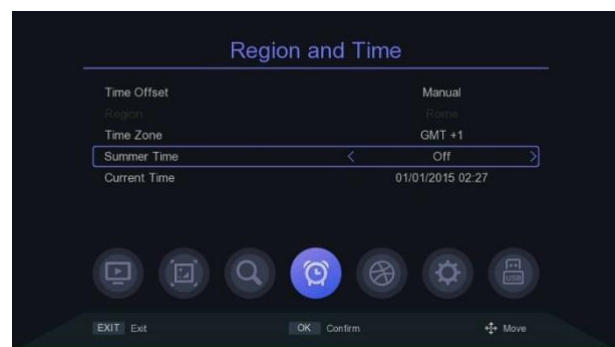 Region and Time
Time Offset Manual
Region Rome
Time Zone GMT +1
Summer Time < Off >
Current Time 01/01/2015 02:27
USB
EXIT Exit OK Confirm Move